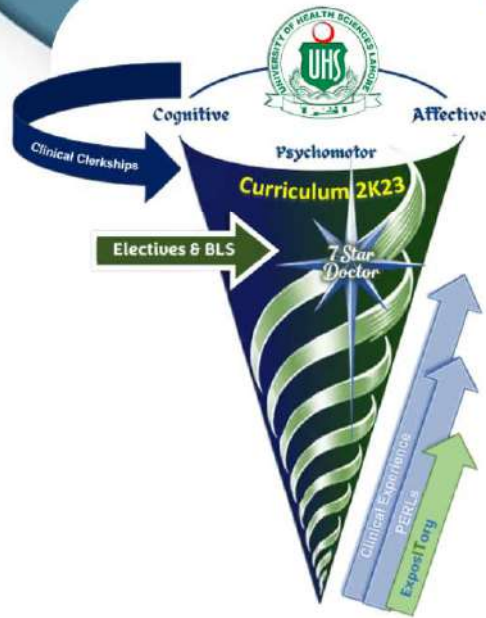 UNIVERSITY OF HEALTH SCIENCES LAHORE
UHS
Cognitive
Affective
Psychomotor
Clinical Clerkships
Curriculum 2K23
Electives & BLS
7 Star
Doctor
Clinical Experience
PERLs
ExposITory